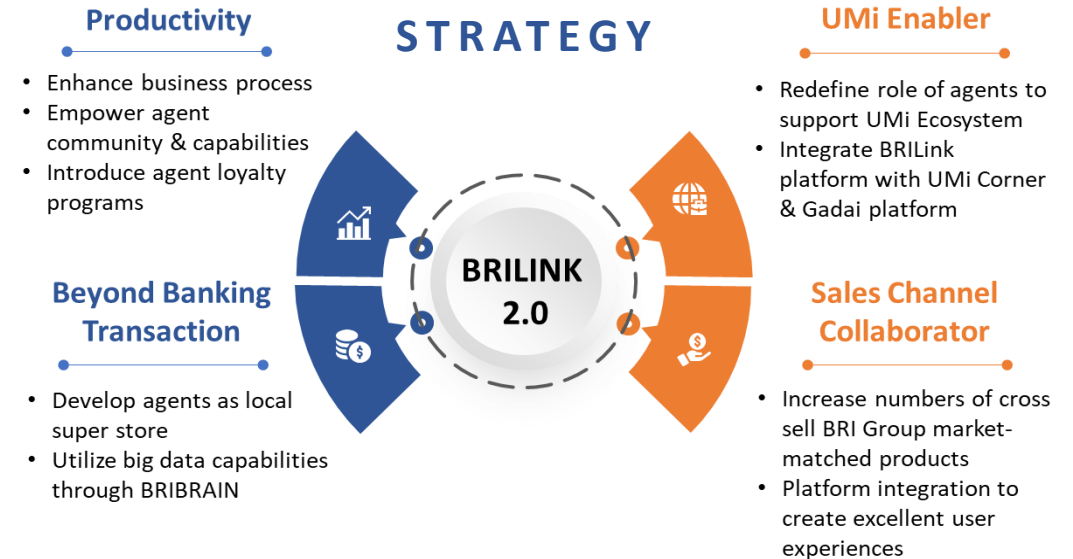 STRATEGY
Productivity
• Enhance business process
• Empower agent
community & capabilities
• Introduce agent loyalty
programs
Beyond Banking
Transaction
• Develop agents as local
super store
• Utilize big data capabilities
through BRIBRAIN
BRILINK
2.0
UMi Enabler
• Redefine role of agents to
support UMi Ecosystem
• Integrate BRILink
platform with UMi Corner
& Gadai platform
Sales Channel
Collaborator
• Increase numbers of cross
sell BRI Group market-
matched products
• Platform integration to
create excellent user
experiences